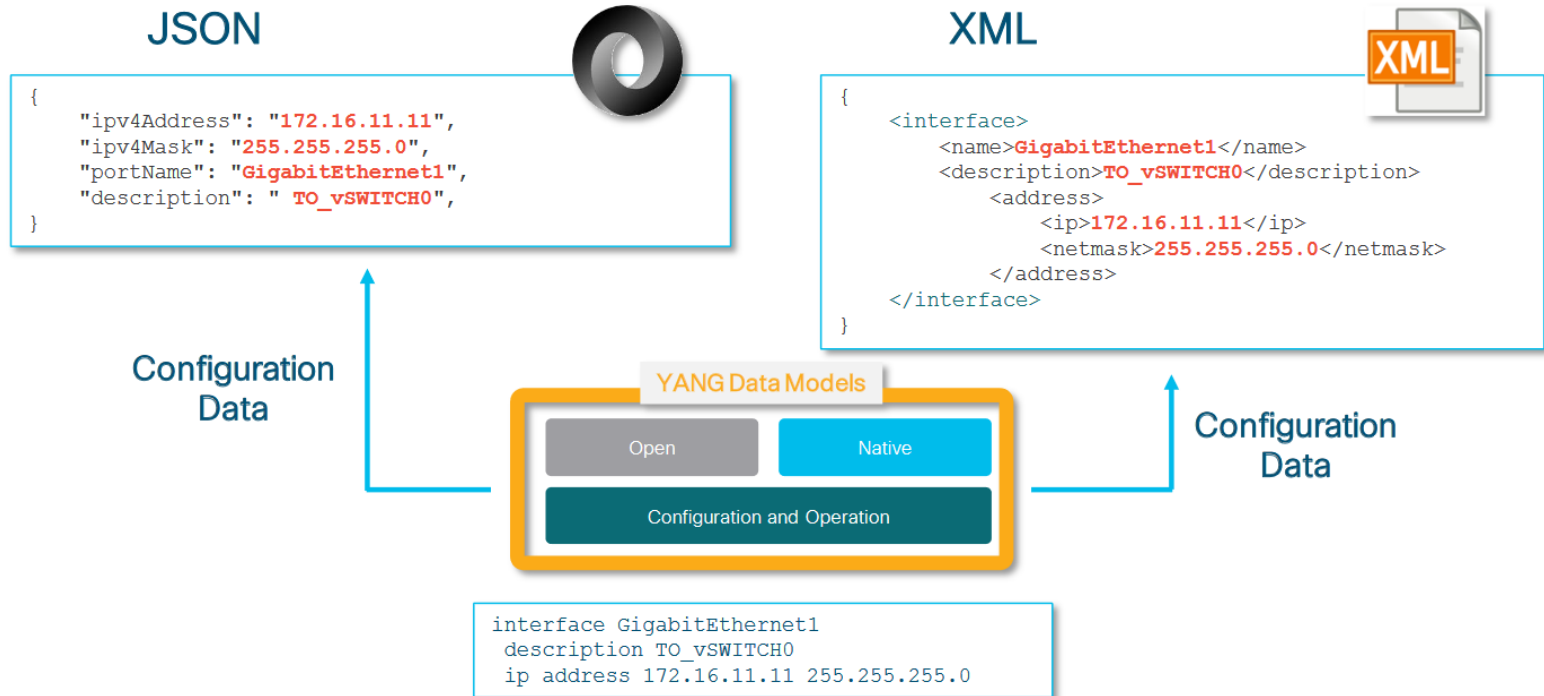 JSON
{
    "ipv4Address": "172.16.11.11",
    "ipv4Mask": "255.255.255.0",
    "portName": "GigabitEthernet1",
    "description": " TO_vSWITCH0",
}
XML
XML
{
    <interface>
        <name>GigabitEthernet1</name>
        <description>TO_vSWITCH0</description>
            <address>
                <ip>172.16.11.11</ip>
                <netmask>255.255.255.0</netmask>
            </address>
    </interface>
}
Configuration
Data
YANG Data Models
Open
Native
Configuration and Operation
Configuration
Data
interface GigabitEthernet1
 description TO_vSWITCH0
 ip address 172.16.11.11 255.255.255.0